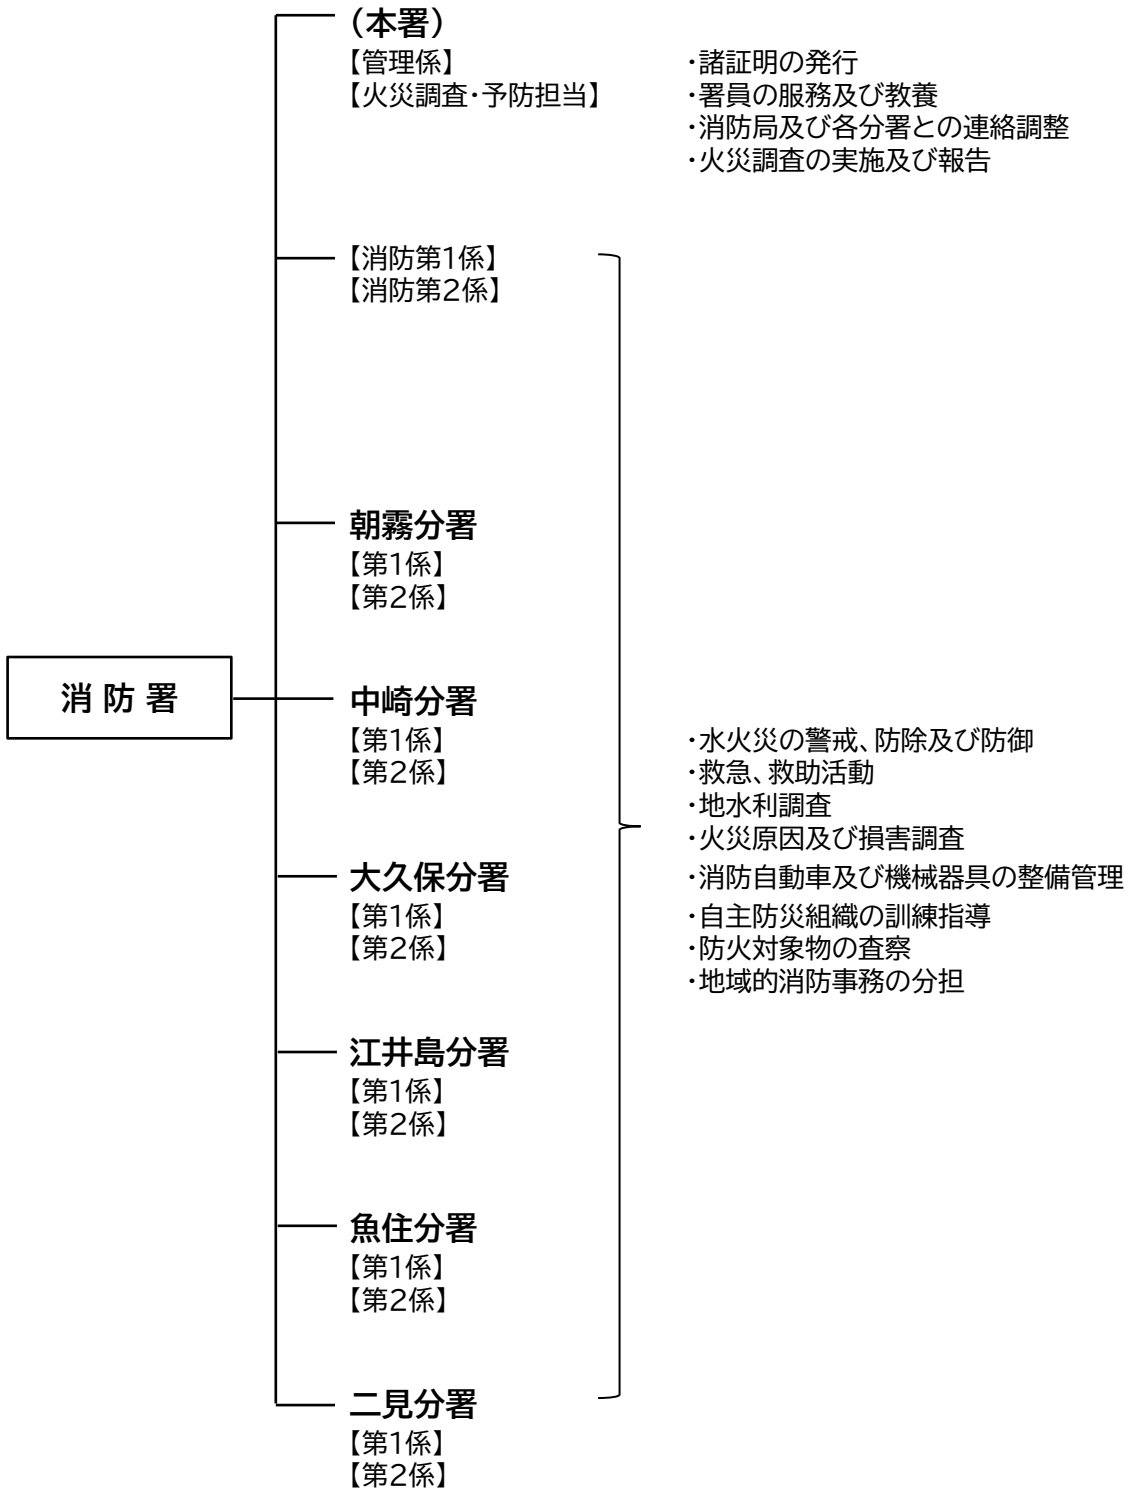 （本署）
【管理係】 ・諸証明の発行
【火災調査・予防担当】 ・署員の服務及び教養
・消防局及び各分署との連絡調整
・火災調査の実施及び報告
【消防第1係】
【消防第2係】
朝霧分署
【第1係】
【第2係】
消防署
中崎分署
【第1係】 ・水火災の警戒、防除及び防御
【第2係】 ・救急、救助活動
・地水利調査
・火災原因及び損害調査
大久保分署 ・消防自動車及び機械器具の整備管理
【第1係】 ・自主防災組織の訓練指導
【第2係】 ・防火対象物の査察
・地域的消防事務の分担
江井島分署
【第1係】
【第2係】
魚住分署
【第1係】
【第2係】
二見分署
【第1係】
【第2係】